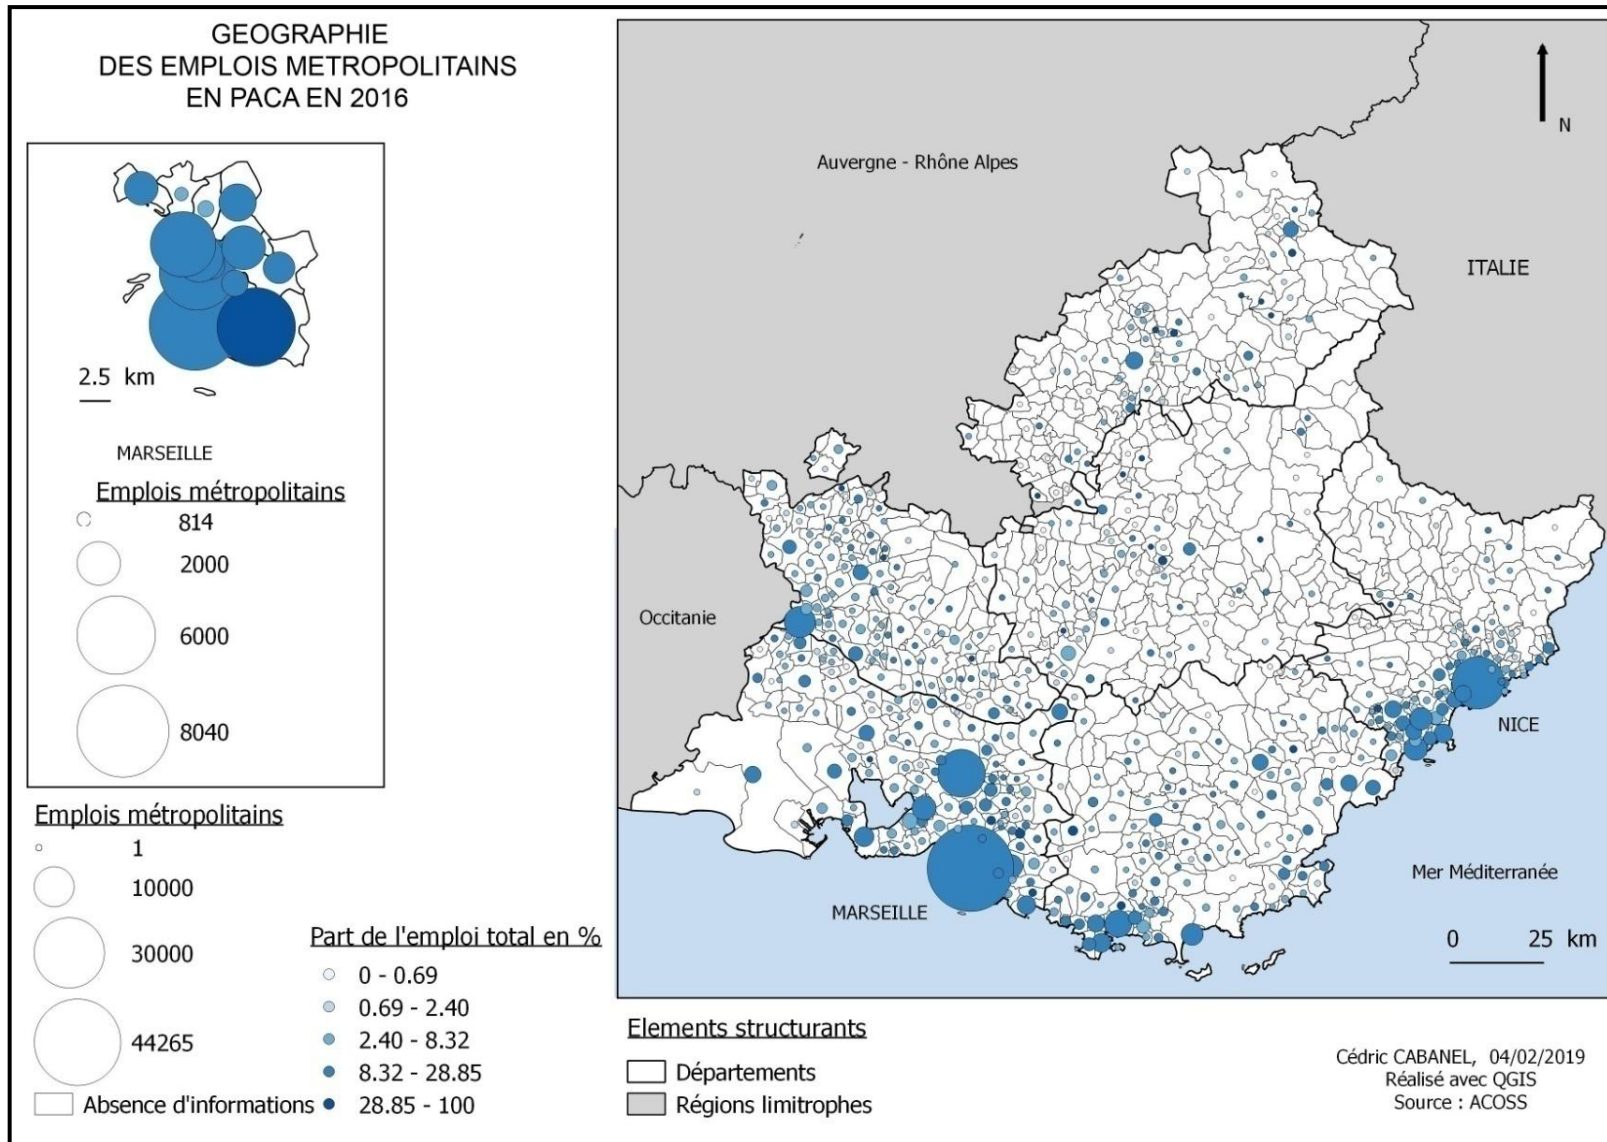 GEOGRAPHIE
DES EMPLOIS METROPOLITAINS
EN PACA EN 2016
2.5 km
MARSEILLE
Emplois métropolitains
814
2000
6000
8040
Emplois métropolitains
1
10000
30000
44265
Absence d'informations
Part de l'emploi total en %
0 - 0.69
0.69 - 2.40
2.40 - 8.32
8.32 - 28.85
28.85 - 100
N
Auvergne - Rhône Alpes
ITALIE
Occitanie
NICE
Mer Méditerranée
MARSEILLE
0 25 km
Elements structurants
Départements
Régions limitrophes
Cédric CABANEL, 04/02/2019
Réalisé avec QGIS
Source : ACOSS